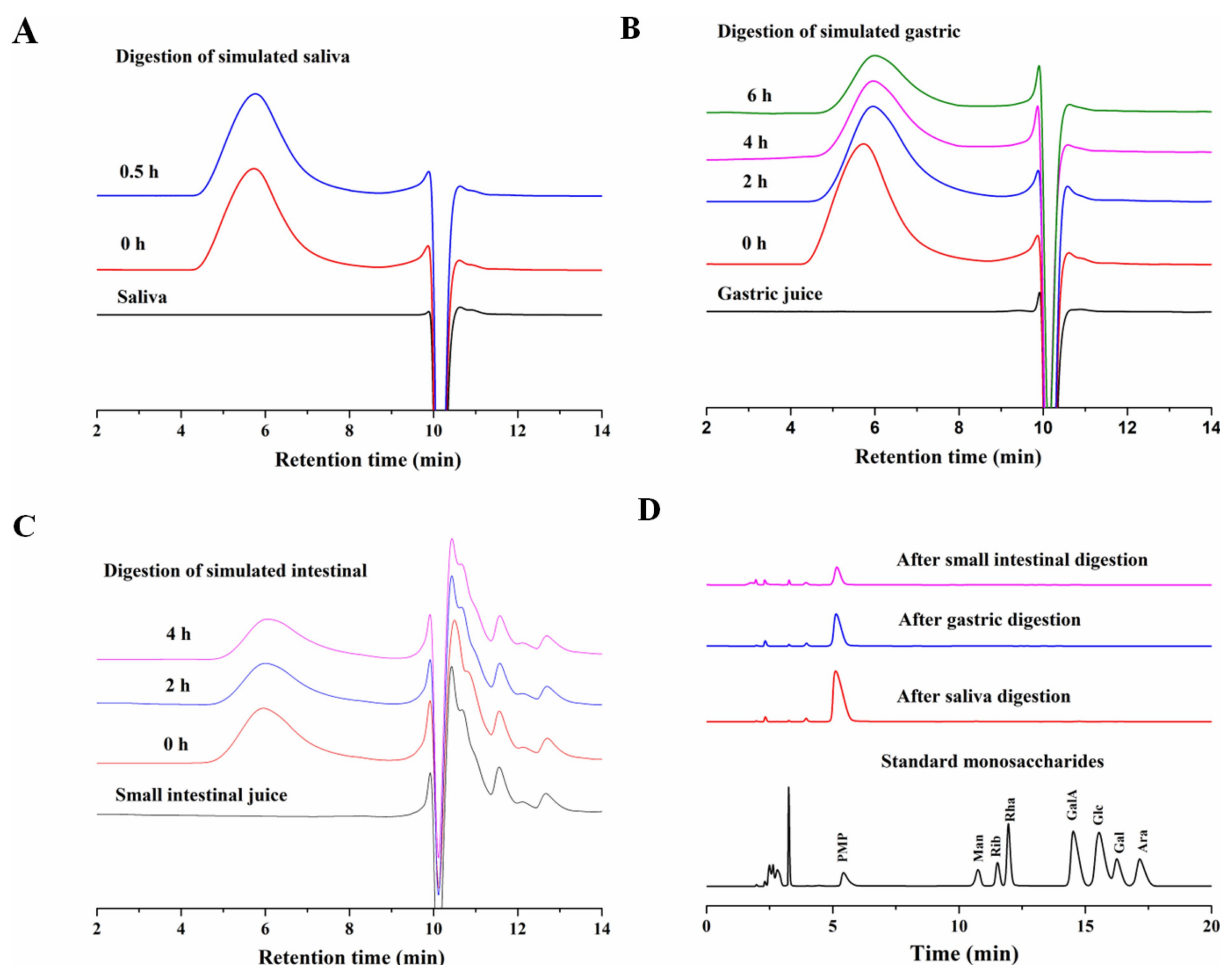 A
Digestion of simulated saliva
0.5 h
0 h
Saliva
2 4 6 8 10 12 14
Retention time (min)
B
Digestion of simulated gastric
6 h
4 h
2 h
0 h
Gastric juice
2 4 6 8 10 12 14
Retention time (min)
C
Digestion of simulated intestinal
4 h
2 h
0 h
Small intestinal juice
2 4 6 8 10 12 14
Retention time (min)
D
After small intestinal digestion
After gastric digestion
After saliva digestion
Standard monosaccharides
PMP Man Rib Rha GalA Glc Gal Ara
0 5 10 15 20
Time (min)